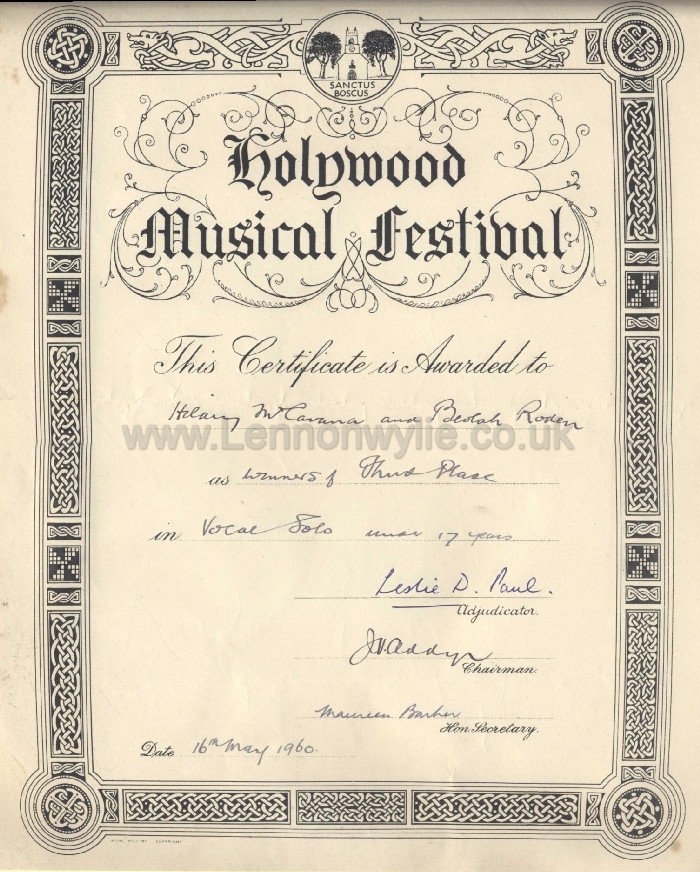 SANCTUS
BOSCUS
Holywood
Musical Festival
This Certificate is Awarded to
Hilary McCavana and Roden
www.Lennonwylie.co.uk
as winners of Third Place
in Vocal Solo under 17 years
Leslie D. Paul.
Adjudicator.
Chairman.
Maureen Barker
Hon. Secretary.
Date 16th May 1960.
COPYRIGHT